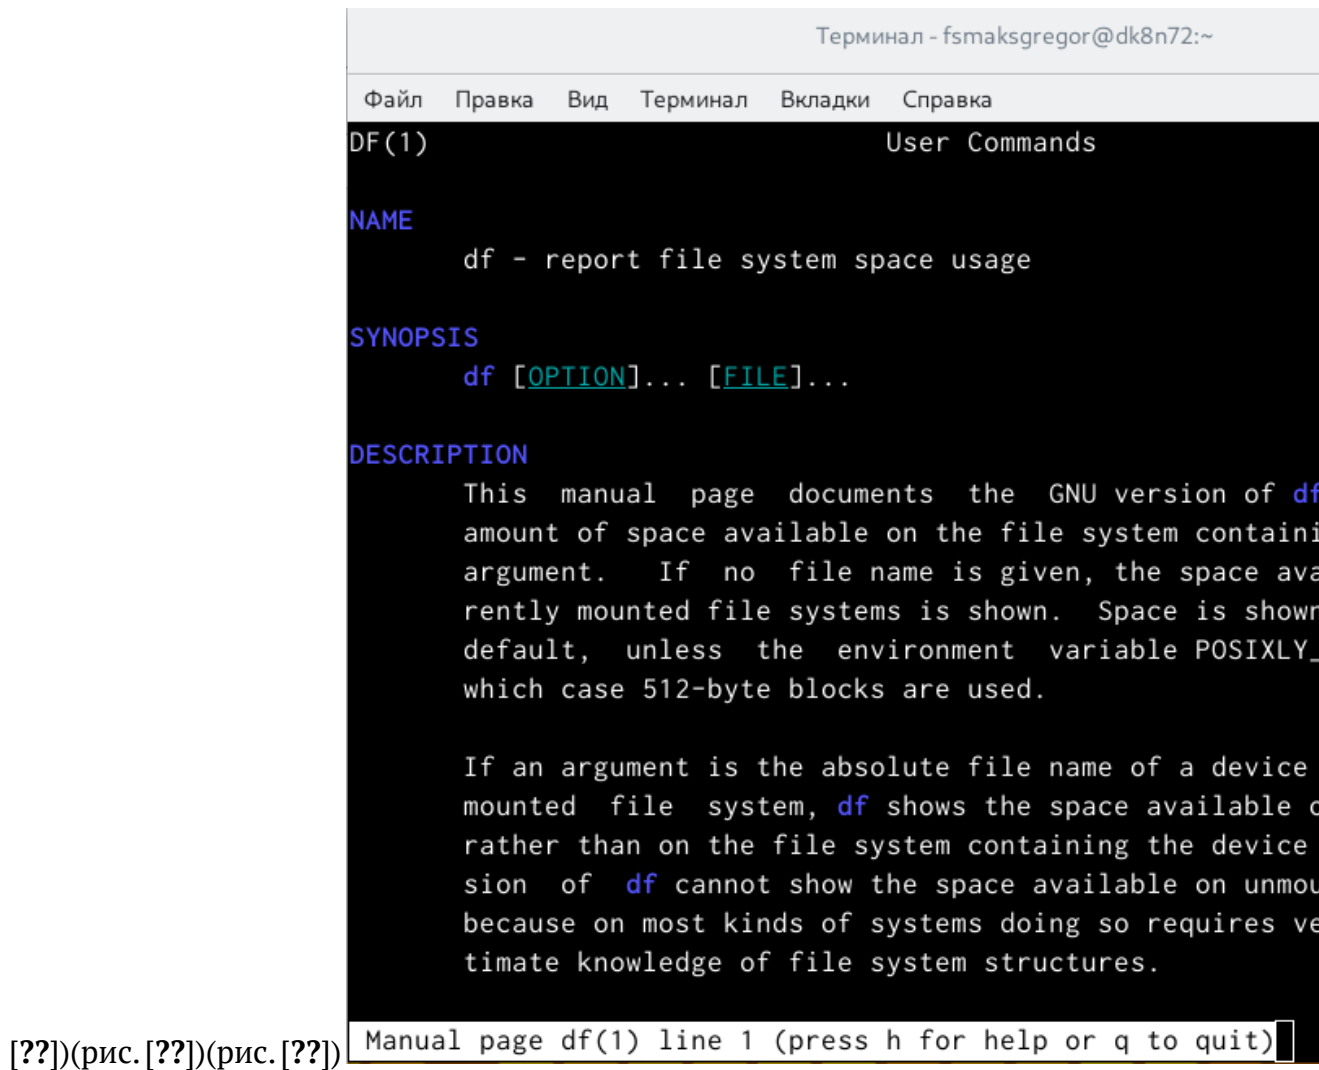 Терминал - fsmaksgregor@dk8n72:~
Файл Правка Вид Терминал Вкладки Справка
DF(1) User Commands
NAME
df - report file system space usage
SYNOPSIS
df [OPTION]... [FILE]...
DESCRIPTION
This manual page documents the GNU version of df
amount of space available on the file system containi
argument. If no file name is given, the space ava
rently mounted file systems is shown. Space is shown
default, unless the environment variable POSIXLY_
which case 512-byte blocks are used.
If an argument is the absolute file name of a device
mounted file system, df shows the space available o
rather than on the file system containing the device
sion of df cannot show the space available on unmou
because on most kinds of systems doing so requires ve
timate knowledge of file system structures.
Manual page df(1) line 1 (press h for help or q to quit)
[??])(рис. [??])(рис. [??])